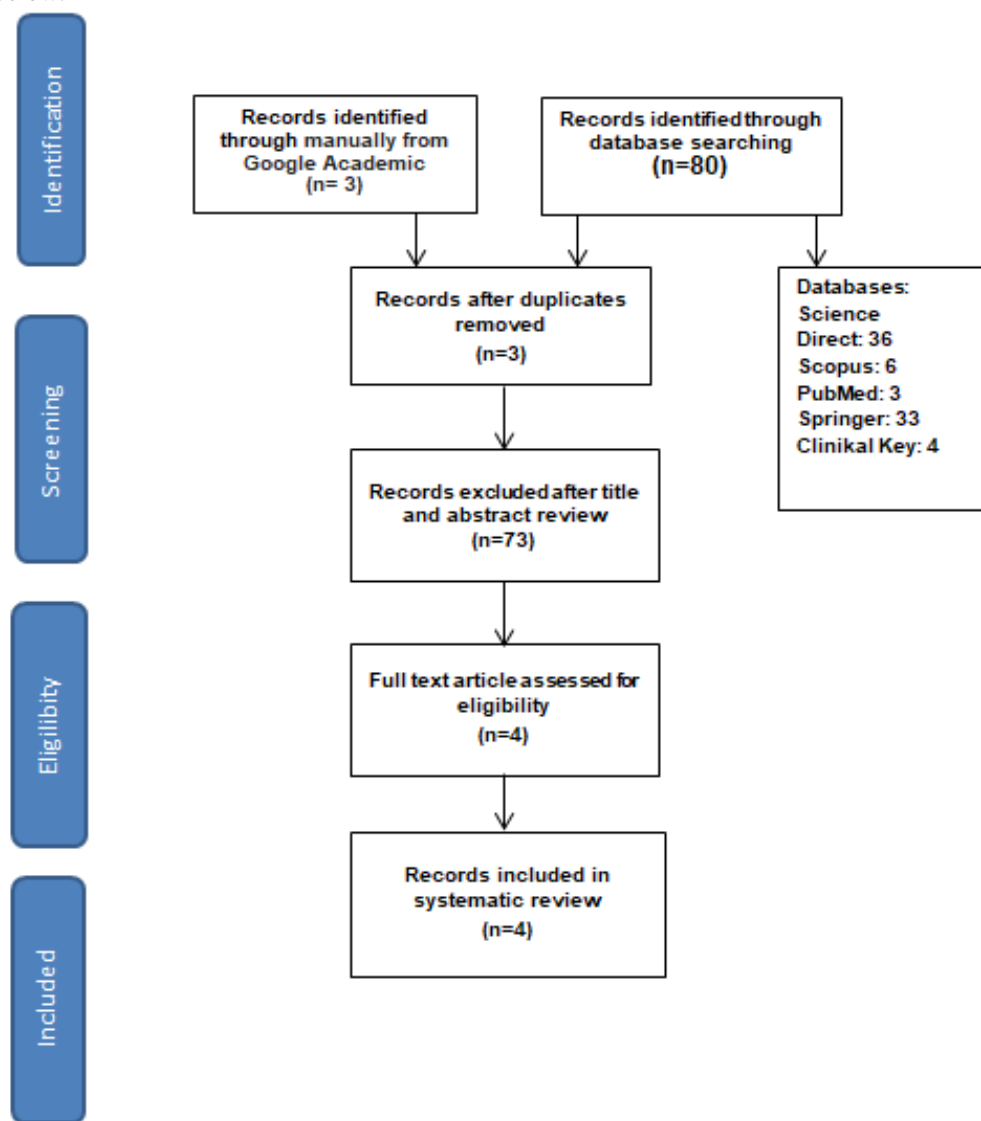 Identification
Records identified
through manually from
Google Academic
(n= 3)
Records identified through
database searching
(n=80)
Databases:
Science
Direct: 36
Scopus: 6
PubMed: 3
Springer: 33
Clinikal Key: 4
Screening
Records after duplicates
removed
(n=3)
Records excluded after title
and abstract review
(n=73)
Eligilibity
Full text article assessed for
eligibility
(n=4)
Included
Records included in
systematic review
(n=4)